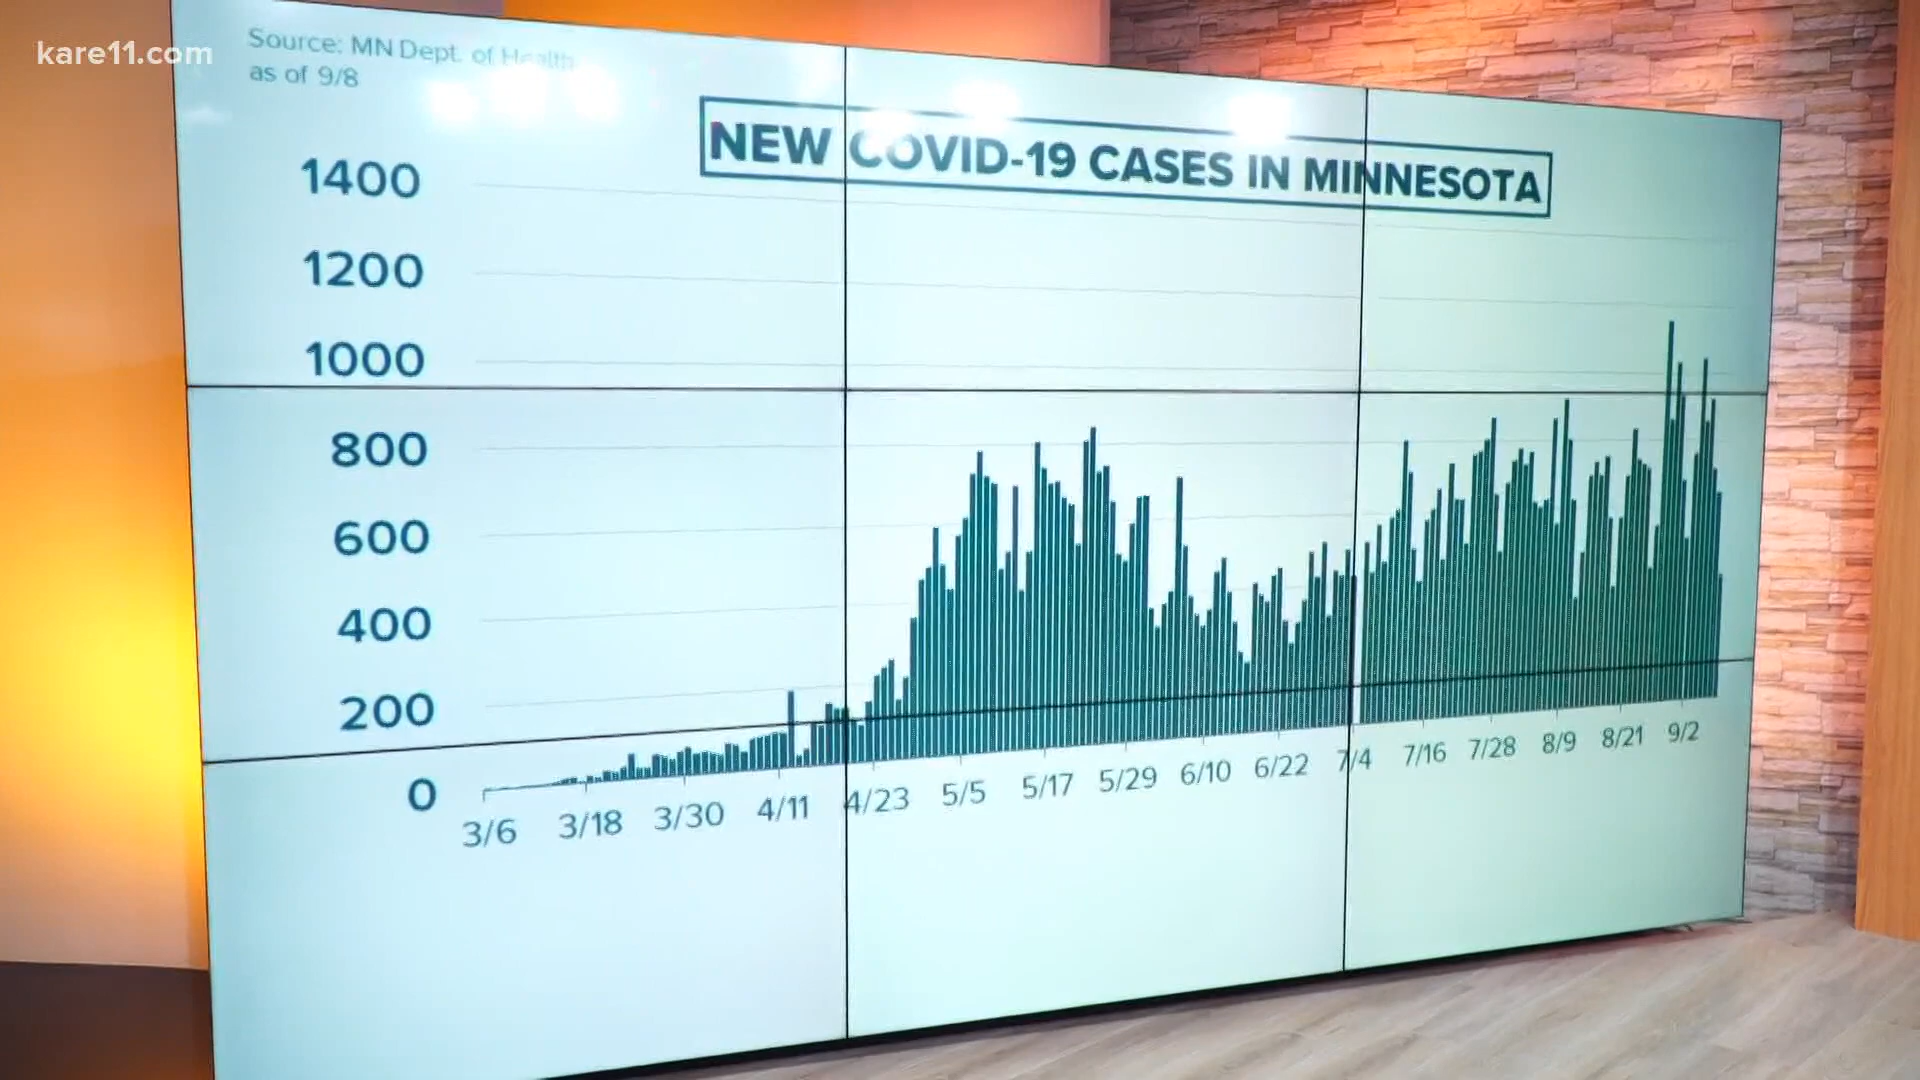 kare11.com
Source: MN Dept. of Health
as of 9/8
NEW COVID-19 CASES IN MINNESOTA
1400
1200
1000
800
600
400
200
0
3/6 3/18 3/30 4/11 4/23 5/5 5/17 5/29 6/10 6/22 7/4 7/16 7/28 8/9 8/21 9/2